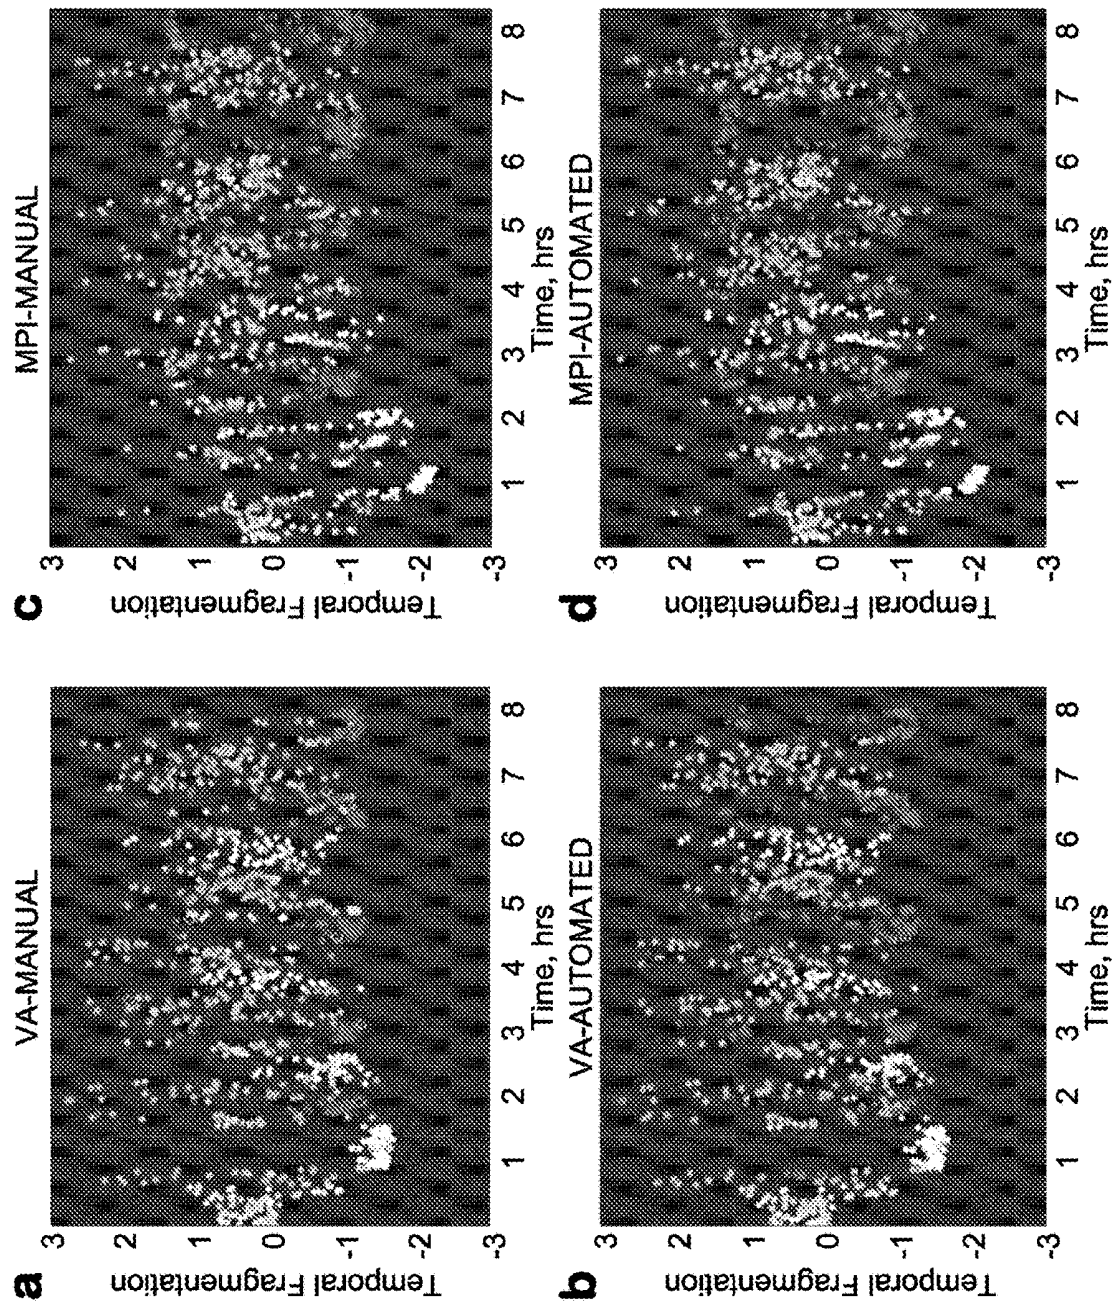 a
VA-MANUAL
Temporal Fragmentation
3
2
1
0
-1
-2
-3
1 2 3 4 5 6 7 8
Time, hrs
c
MPI-MANUAL
Temporal Fragmentation
3
2
1
0
-1
-2
-3
1 2 3 4 5 6 7 8
Time, hrs
b
VA-AUTOMATED
Temporal Fragmentation
3
2
1
0
-1
-2
-3
1 2 3 4 5 6 7 8
Time, hrs
d
MPI-AUTOMATED
Temporal Fragmentation
3
2
1
0
-1
-2
-3
1 2 3 4 5 6 7 8
Time, hrs